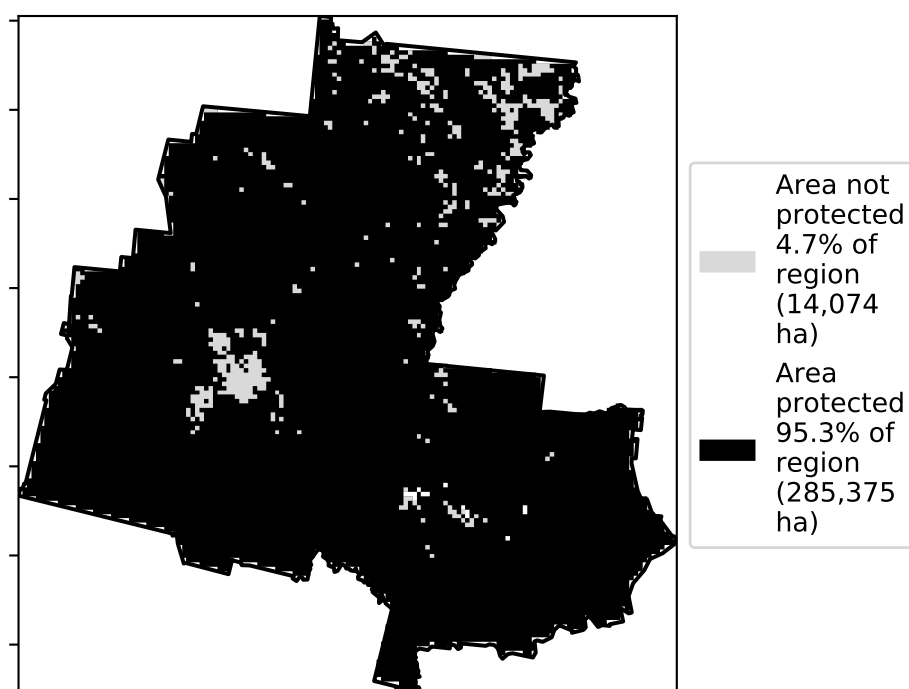 Area not
protected
4.7% of
region
(14,074
ha)
Area
protected
95.3% of
region
(285,375
ha)